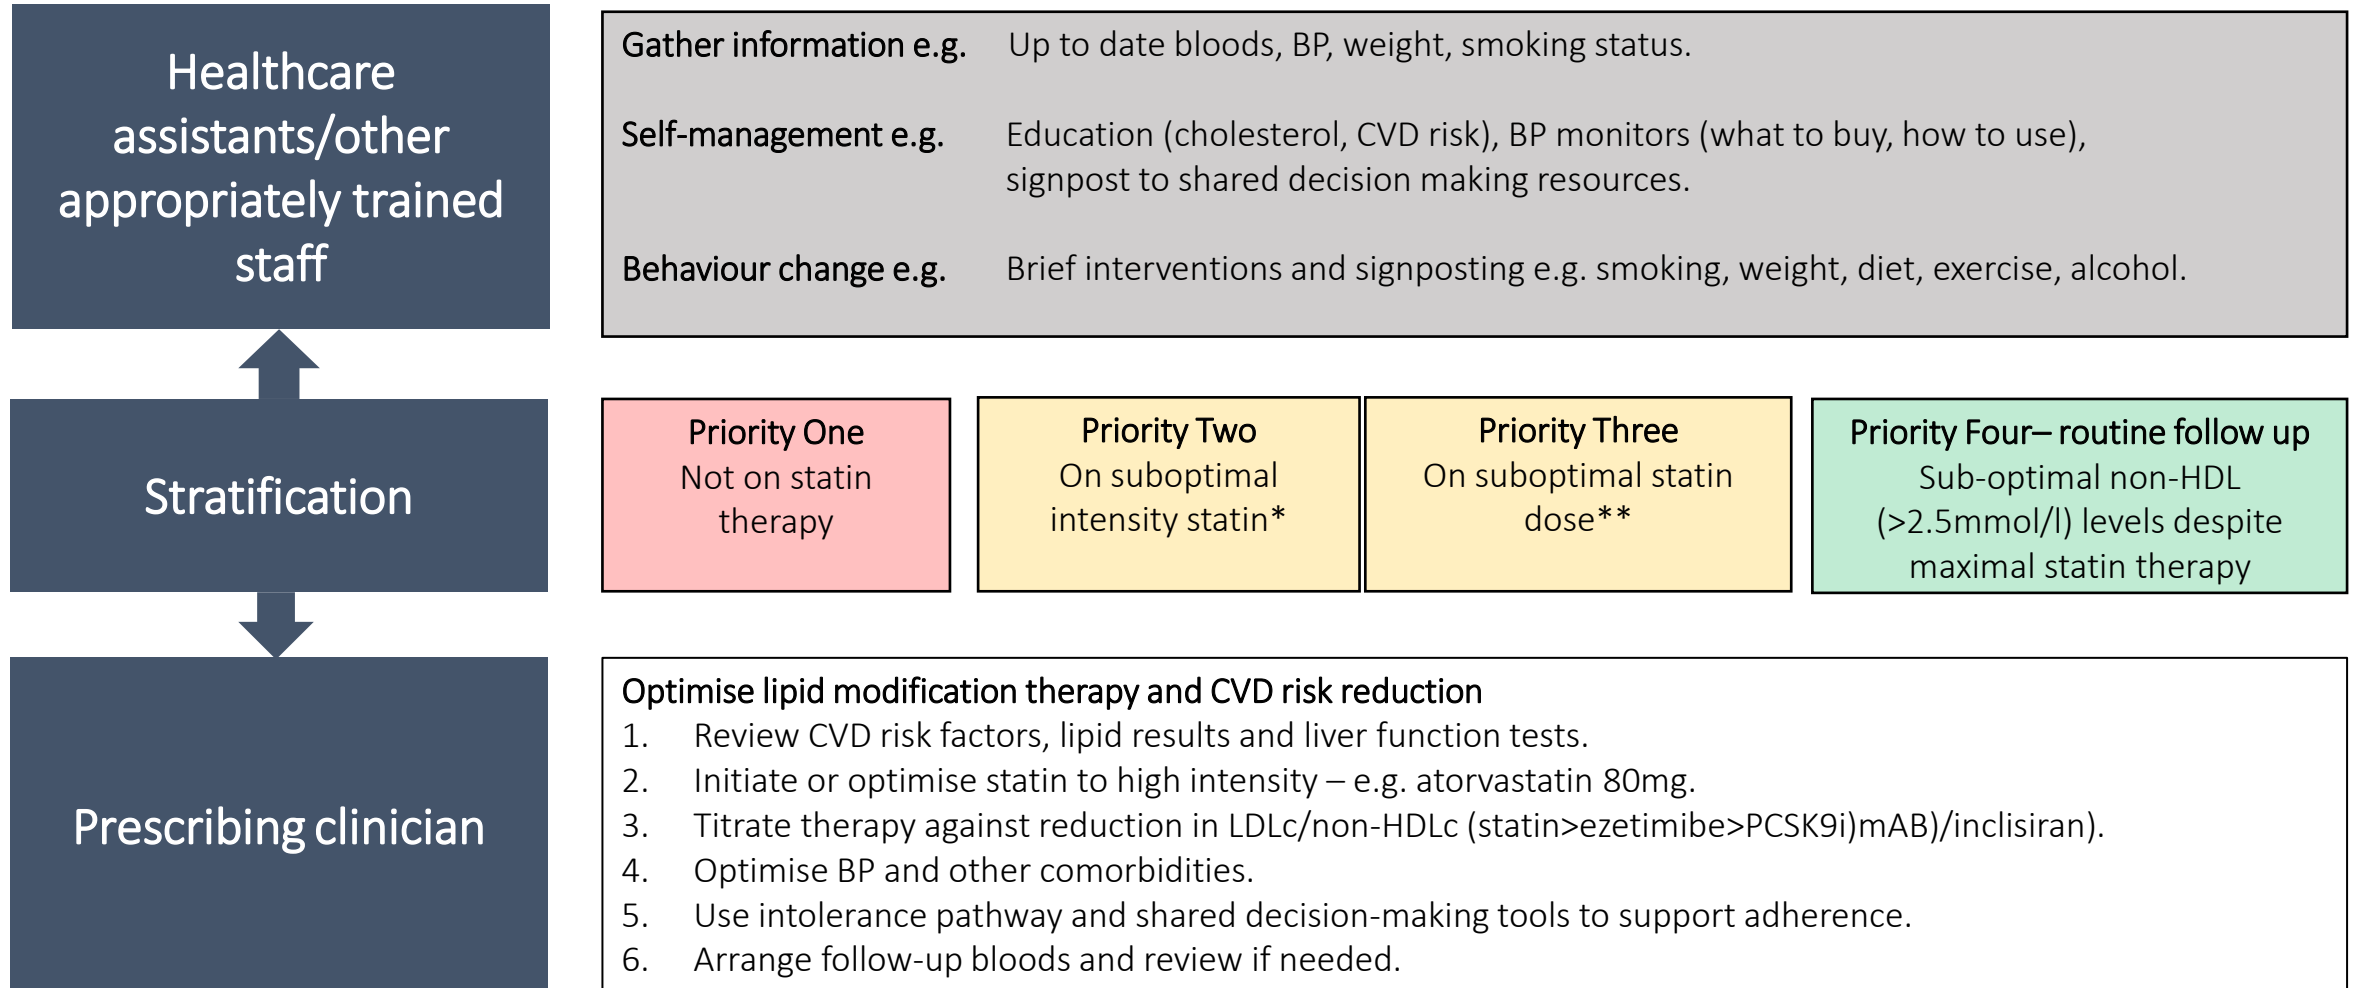 Healthcare
assistants/other
appropriately trained
staff
Gather information e.g. Up to date bloods, BP, weight, smoking status.
Self-management e.g. Education (cholesterol, CVD risk), BP monitors (what to buy, how to use),
signpost to shared decision making resources.
Behaviour change e.g. Brief interventions and signposting e.g. smoking, weight, diet, exercise, alcohol.
Stratification
Priority One
Not on statin
therapy
Priority Two
On suboptimal
intensity statin*
Priority Three
On suboptimal statin
dose**
Priority Four– routine follow up
Sub-optimal non-HDL
(>2.5mmol/l) levels despite
maximal statin therapy
Prescribing clinician
Optimise lipid modification therapy and CVD risk reduction
1. Review CVD risk factors, lipid results and liver function tests.
2. Initiate or optimise statin to high intensity – e.g. atorvastatin 80mg.
3. Titrate therapy against reduction in LDLc/non-HDLc (statin>ezetimibe>PCSK9i)mAB)/inclisiran).
4. Optimise BP and other comorbidities.
5. Use intolerance pathway and shared decision-making tools to support adherence.
6. Arrange follow-up bloods and review if needed.